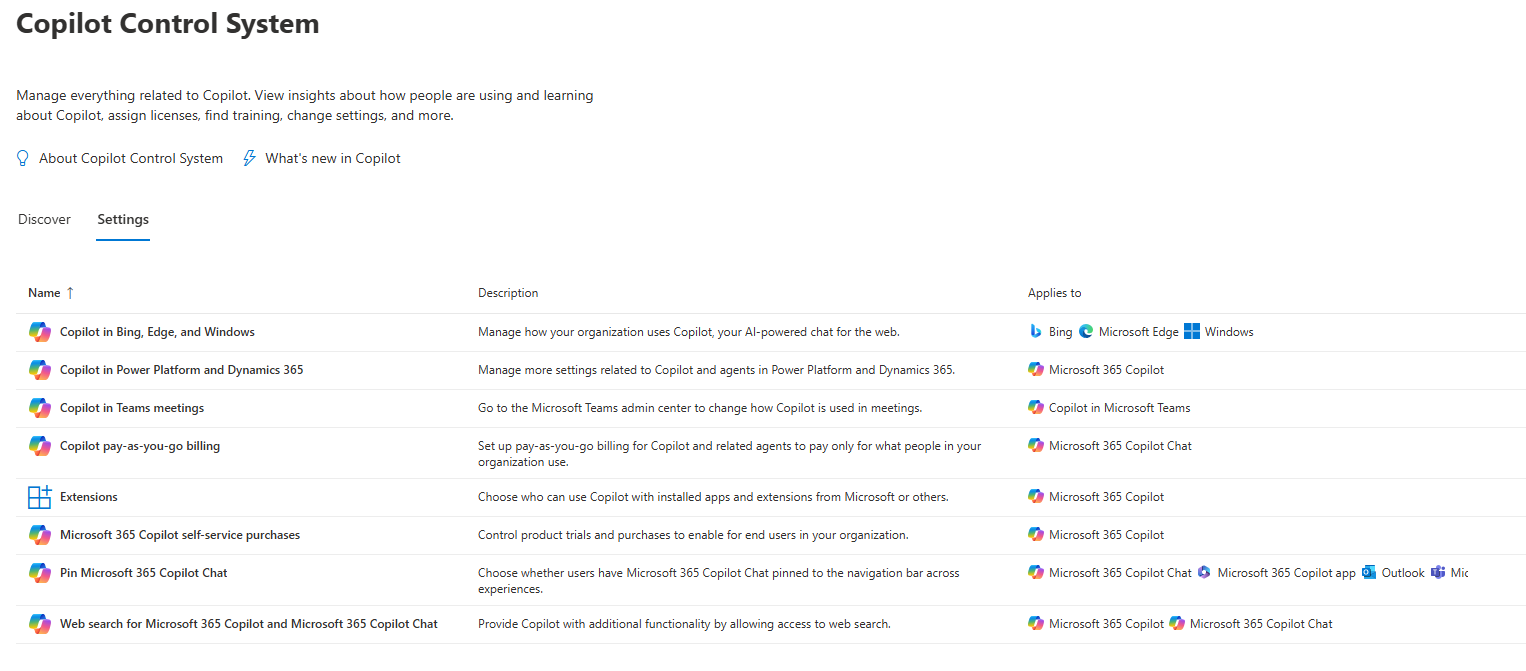 Copilot Control System
Manage everything related to Copilot. View insights about how people are using and learning
about Copilot, assign licenses, find training, change settings, and more.
About Copilot Control System What's new in Copilot
Discover Settings
Name ↑ Description Applies to
Copilot in Bing, Edge, and Windows Manage how your organization uses Copilot, your AI-powered chat for the web. Bing Microsoft Edge Windows
Copilot in Power Platform and Dynamics 365 Manage more settings related to Copilot and agents in Power Platform and Dynamics 365. Microsoft 365 Copilot
Copilot in Teams meetings Go to the Microsoft Teams admin center to change how Copilot is used in meetings. Copilot in Microsoft Teams
Copilot pay-as-you-go billing Set up pay-as-you-go billing for Copilot and related agents to pay only for what people in your Microsoft 365 Copilot Chat
organization use.
Extensions Choose who can use Copilot with installed apps and extensions from Microsoft or others. Microsoft 365 Copilot
Microsoft 365 Copilot self-service purchases Control product trials and purchases to enable for end users in your organization. Microsoft 365 Copilot
Pin Microsoft 365 Copilot Chat Choose whether users have Microsoft 365 Copilot Chat pinned to the navigation bar across Microsoft 365 Copilot Chat Microsoft 365 Copilot app Outlook Mic
experiences.
Web search for Microsoft 365 Copilot and Microsoft 365 Copilot Chat Provide Copilot with additional functionality by allowing access to web search. Microsoft 365 Copilot Microsoft 365 Copilot Chat